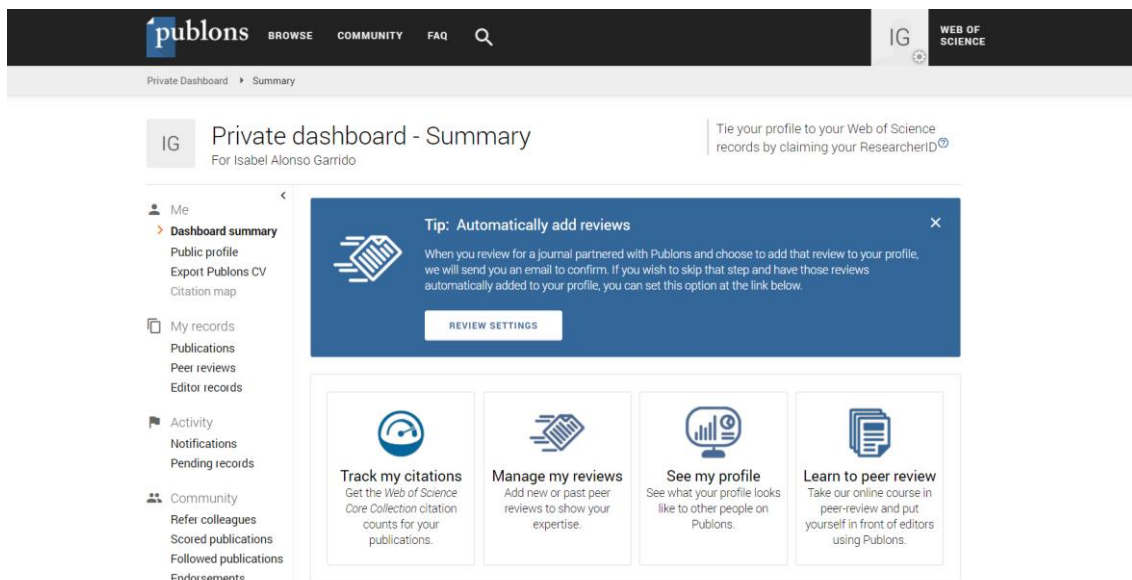 publons BROWSE COMMUNITY FAQ
IG
WEB OF
SCIENCE
Private Dashboard Summary
IG
Private dashboard - Summary
For Isabel Alonso Garrido
Tie your profile to your Web of Science
records by claiming your ResearcherID
Me
Dashboard summary
Public profile
Export Publons CV
Citation map
My records
Publications
Peer reviews
Editor records
Activity
Notifications
Pending records
Community
Refer colleagues
Scored publications
Followed publications
Endorsements
Tip: Automatically add reviews
When you review for a journal partnered with Publons and choose to add that review to your profile,
we will send you an email to confirm. If you wish to skip that step and have those reviews
automatically added to your profile, you can set this option at the link below.
REVIEW SETTINGS
Track my citations
Get the Web of Science
Core Collection citation
counts for your
publications.
Manage my reviews
Add new or past peer
reviews to show your
expertise.
See my profile
See what your profile looks
like to other people on
Publons.
Learn to peer review
Take our online course in
peer-review and put
yourself in front of editors
using Publons.